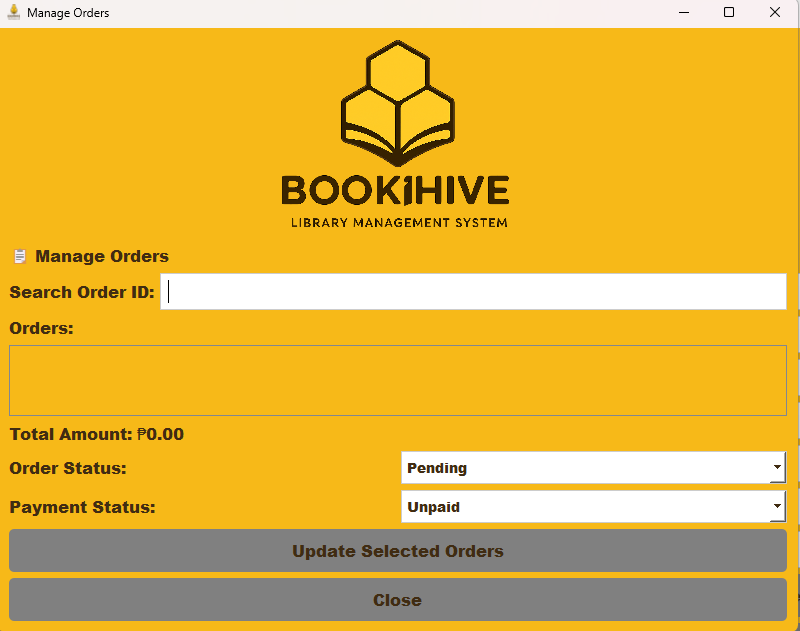 Manage Orders
BOOK1HIVE
LIBRARY MANAGEMENT SYSTEM
Manage Orders
Search Order ID:
Orders:
Total Amount: ₱0.00
Order Status: Pending
Payment Status: Unpaid
Update Selected Orders
Close